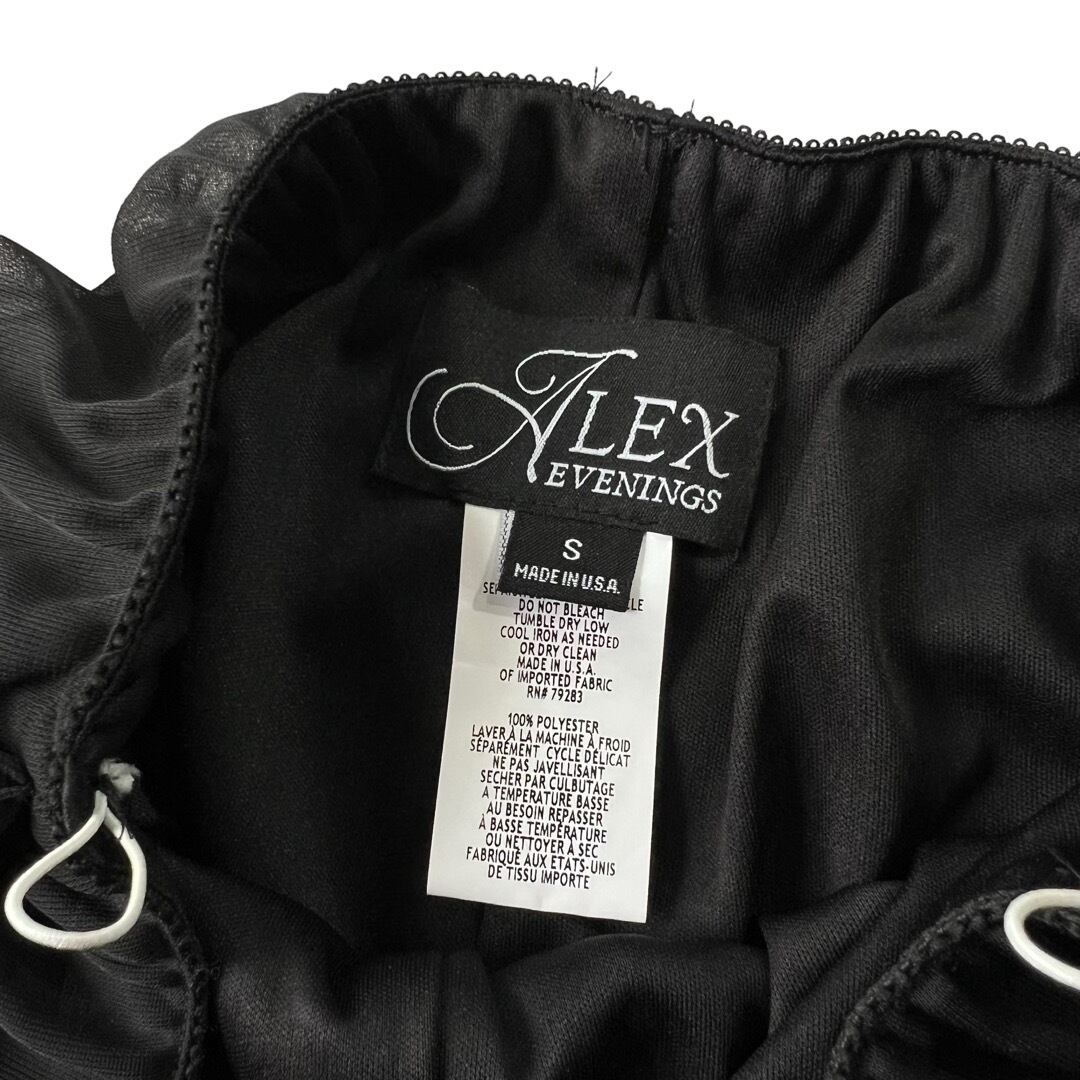 ALEX
EVENINGS
S
MADE IN U.S.A.
DO NOT BLEACH
TUMBLE DRY LOW
COOL IRON AS NEEDED
OR DRY CLEAN
MADE IN U.S.A.
OF IMPORTED FABRIC
RN# 79283
100% POLYESTER
LAVER À LA MACHINE À FROID
SÉPARÉMENT CYCLE DÉLICAT
NE PAS JAVELLISANT
SECHER PAR CULBUTAGE
A TEMPERATURE BASSE
AU BESOIN REPASSER
À BASSE TEMPÉRATURE
OU NETTOYER À SEC
FABRIQUÉ AUX ETATS-UNIS
DE TISSU IMPORTE